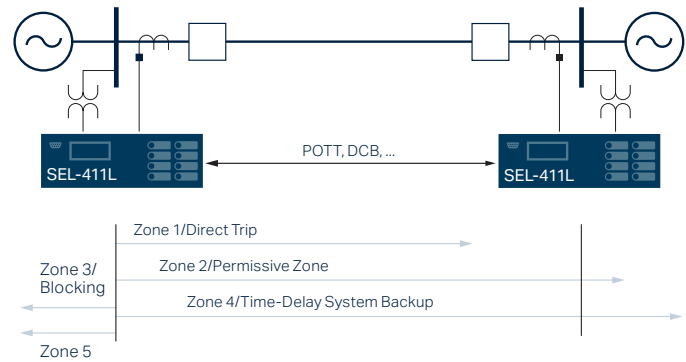 POTT, DCB, ...
SEL-411L
SEL-411L
Zone 1/Direct Trip
Zone 2/Permissive Zone
Zone 3/
Blocking
Zone 4/Time-Delay System Backup
Zone 5